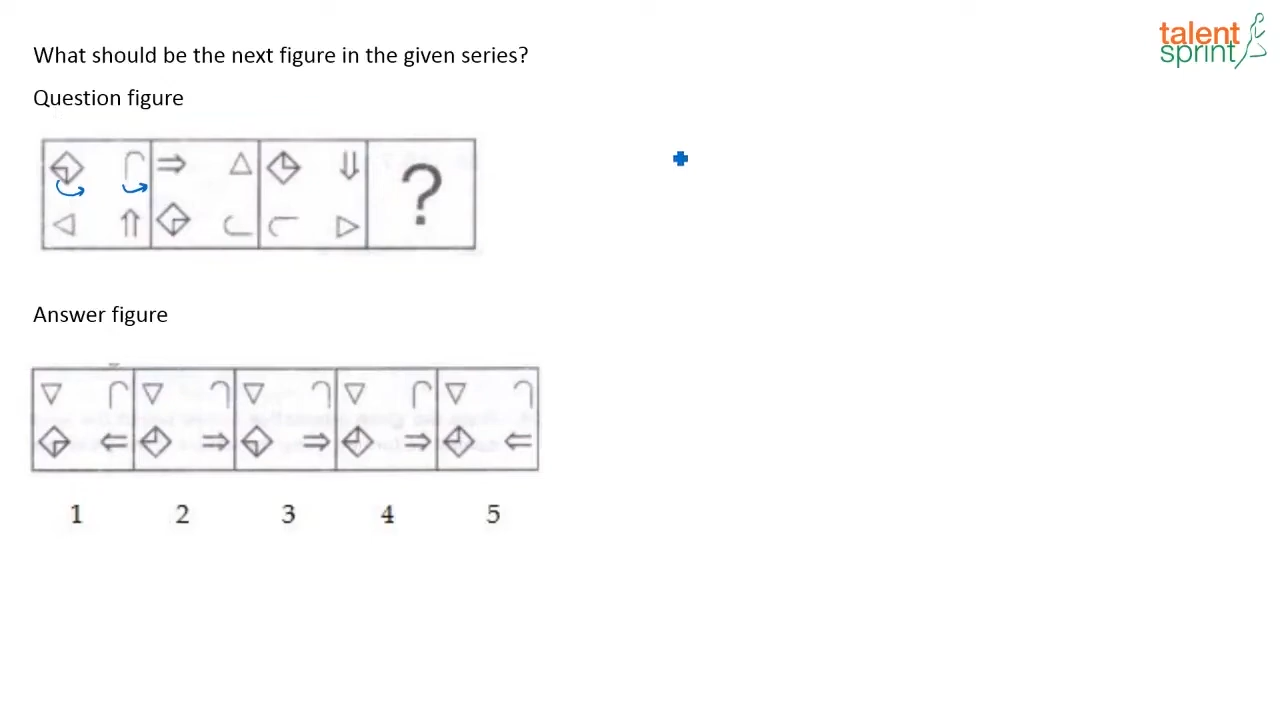 talent
sprint
What should be the next figure in the given series?
Question figure
?
Answer figure
1 2 3 4 5